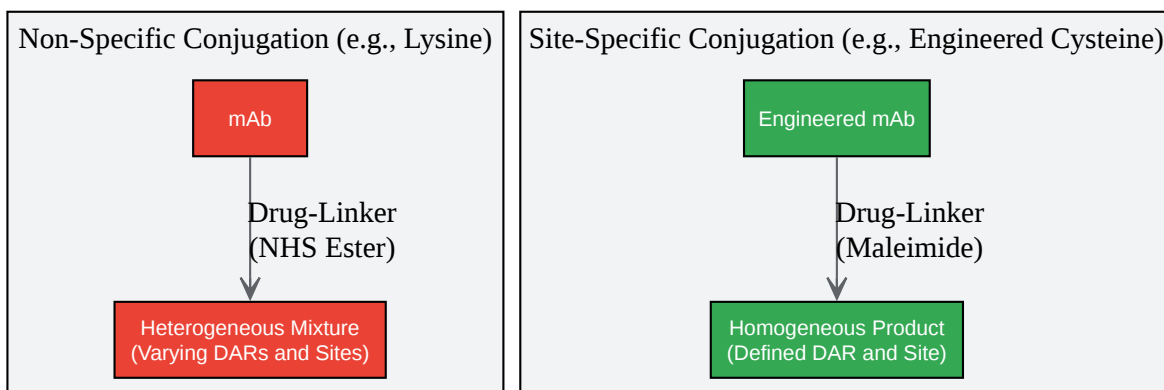 Non-Specific Conjugation (e.g., Lysine)
mAb
Drug-Linker
(NHS Ester)
Heterogeneous Mixture
(Varying DARs and Sites)
Site-Specific Conjugation (e.g., Engineered Cysteine)
Engineered mAb
Drug-Linker
(Maleimide)
Homogeneous Product
(Defined DAR and Site)